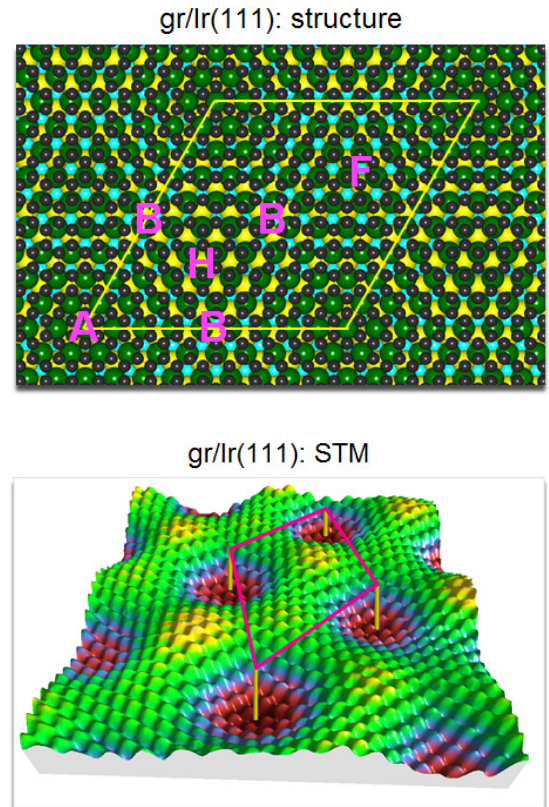 gr/Ir(111): structure
F
B B
H
A B
gr/Ir(111): STM